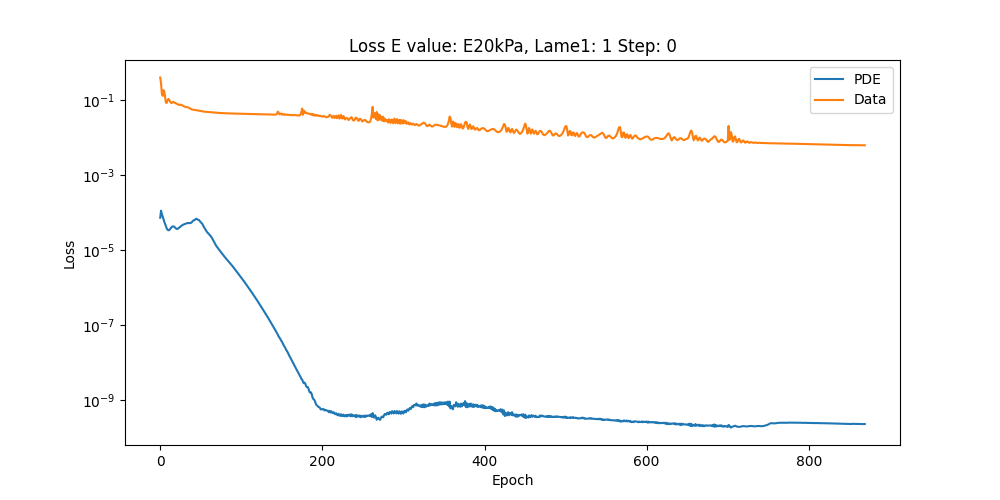 Loss E value: E20kPa, Lame1: 1 Step: 0
PDE
Data
Loss
10⁻¹
10⁻³
10⁻⁵
10⁻⁷
10⁻⁹
0 200 400 600 800
Epoch